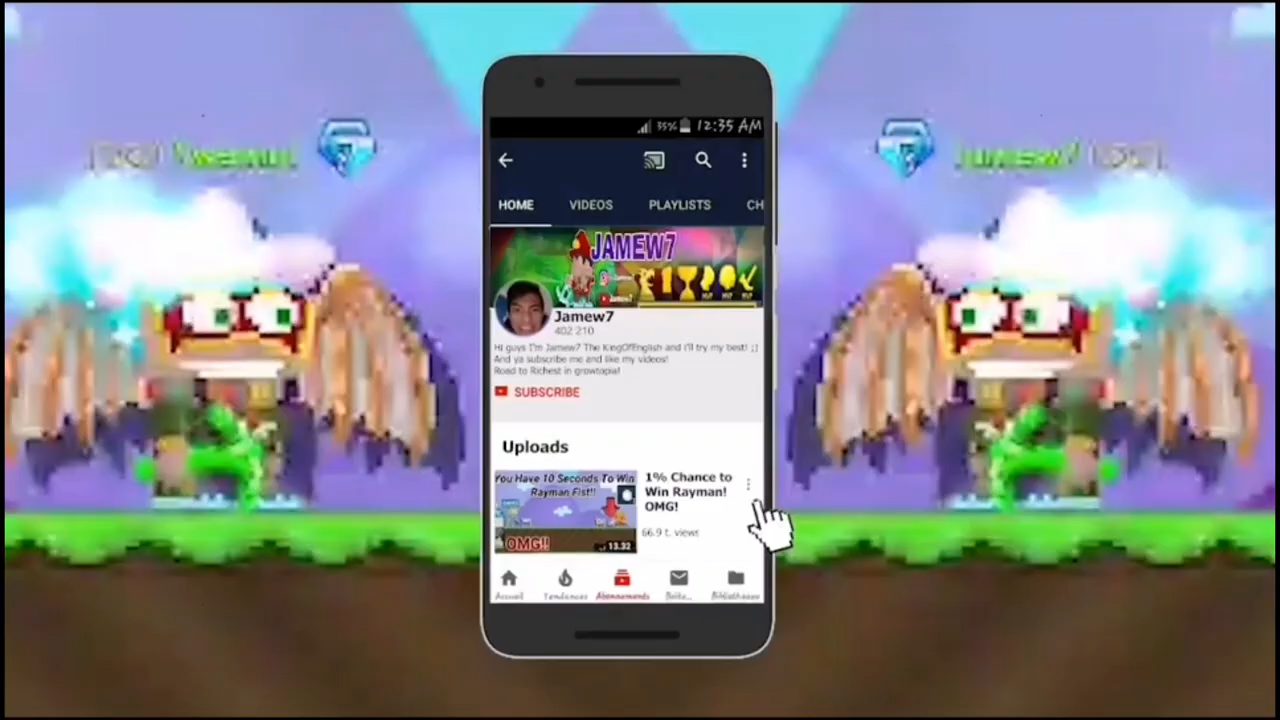 35% 12:35 AM
HOME VIDEOS PLAYLISTS CH
JAMEW7
Jamew7
Jamew7
402 210
Hi guys I'm Jamew7 The KingOfEnglish and i'll try my best! ;)
And ya subscribe me and like my videos!
Road to Richest in growtopia!
SUBSCRIBE
Uploads
You Have 10 Seconds To Win
Rayman Fist!!
OMG!!
13.32
1% Chance to
Win Rayman!
OMG!
66.9 t. views
Accueil Tendances Abonnements Boîte... Bibliothèque